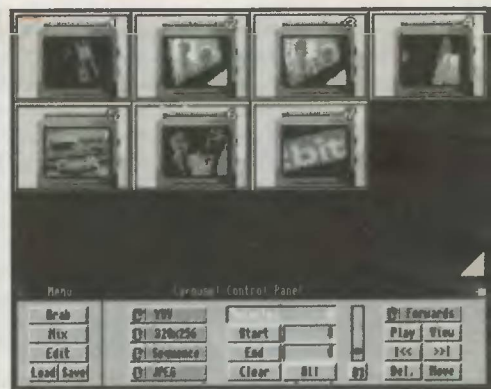 Menu
Carousel Control Panel
Grab
Mix
Edit
Load Save
YUV
320x256
Sequence
JPEG
Start
End
Clear All
Forwards
Play View
|<< >>|
Del. Move
.bit